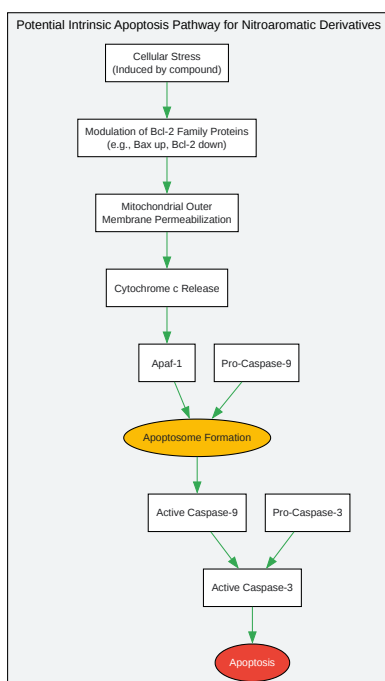 Potential Intrinsic Apoptosis Pathway for Nitroaromatic Derivatives
Cellular Stress
(Induced by compound)
Modulation of Bcl-2 Family Proteins
(e.g., Bax up, Bcl-2 down)
Mitochondrial Outer
Membrane Permeabilization
Cytochrome c Release
Apaf-1
Pro-Caspase-9
Apoptosome Formation
Active Caspase-9
Pro-Caspase-3
Active Caspase-3
Apoptosis